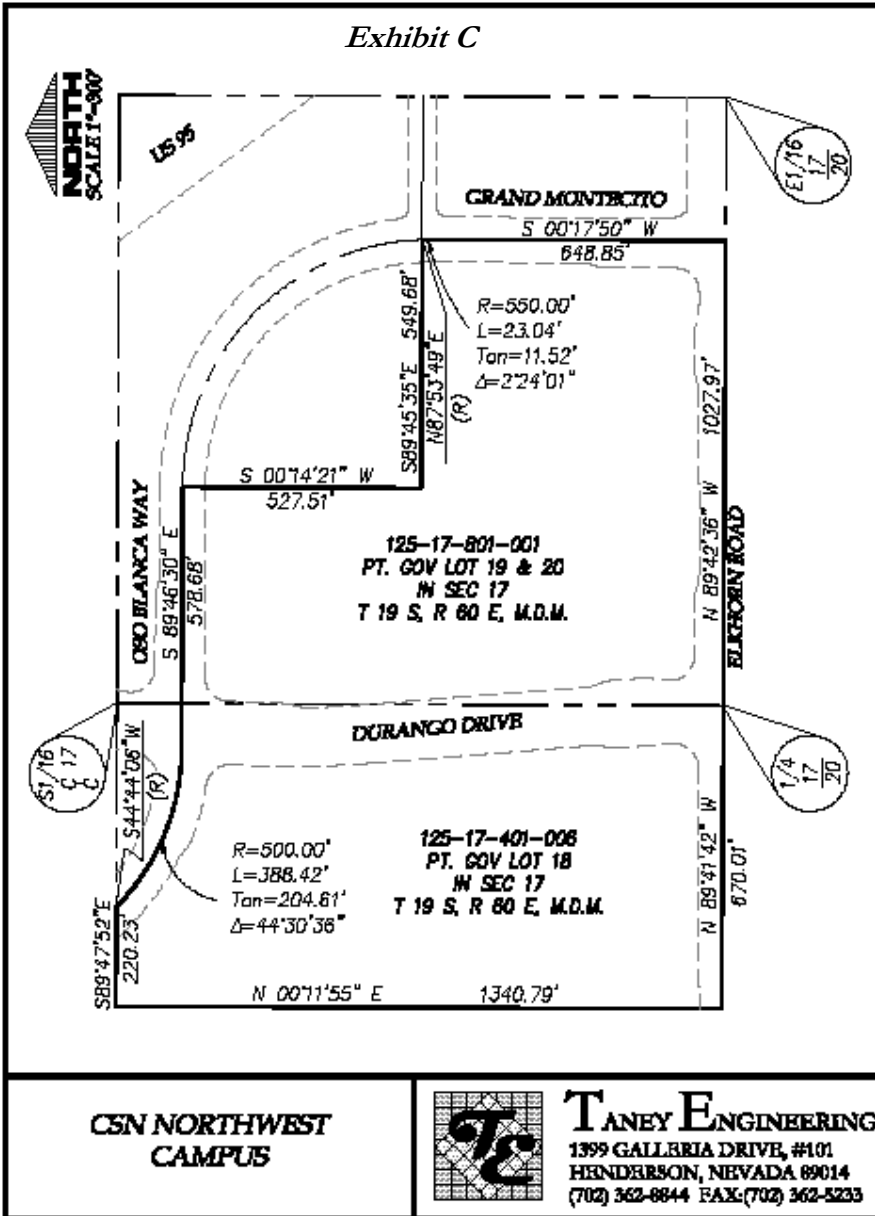 Exhibit C
NORTH
SCALE 1"=300'
US 95
E1/16
17
20
GRAND MONTECITO
S 00°17'50" W
648.85'
R=550.00'
L=23.04'
Tan=11.52'
Δ=2°24'01"
S89°45'35"E 549.68'
N87°53'49"E
(R)
1027.97'
N 89°42'36" W
ELKHORN ROAD
S 00°14'21" W
527.51'
OSO BLANCA WAY
S 89°46'30" E
578.68'
125-17-801-001
PT. GOV LOT 19 & 20
IN SEC 17
T 19 S, R 60 E, M.D.M.
DURANGO DRIVE
S1/16
C 17
C
S44°44'06"W
(R)
1/4
17
20
R=500.00'
L=388.42'
Tan=204.61'
Δ=44°30'36"
125-17-401-006
PT. GOV LOT 18
IN SEC 17
T 19 S, R 60 E, M.D.M.
N 89°41'42" W
670.01'
S89°47'52"E
220.23'
N 00°11'55" E 1340.79'
CSN NORTHWEST
CAMPUS
TE
TANEY ENGINEERING
1399 GALLERIA DRIVE, #101
HENDERSON, NEVADA 89014
(702) 362-8844 FAX:(702) 362-5233